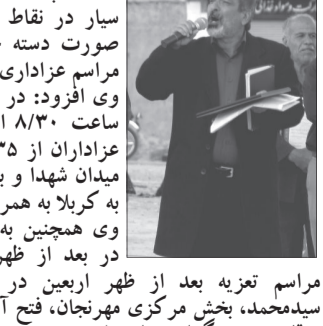 سیار در نقاط
صورت دسته
مراسم عزاداری
وی افزود: در
ساعت ۸/۳۰
عزاداران از ۳۵
میدان شهدا و
به کربلا به همر
وی همچنین به
در بعد از ظهر
مراسم تعزیه بعد از ظهر اربعین در
سیدمحمد، بخش مرکزی مهرنجان، فتح آ